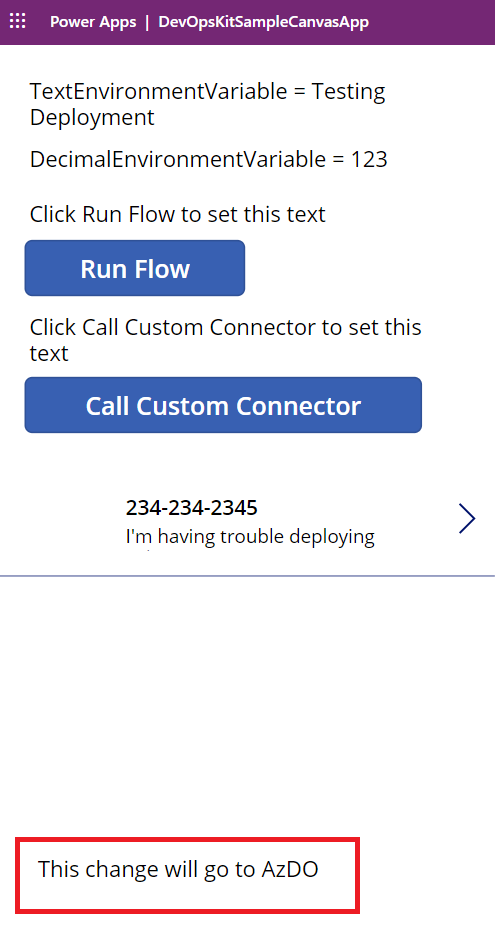 Power Apps | DevOpsKitSampleCanvasApp
TextEnvironmentVariable = Testing
Deployment
DecimalEnvironmentVariable = 123
Click Run Flow to set this text
Run Flow
Click Call Custom Connector to set this
text
Call Custom Connector
234-234-2345
I'm having trouble deploying
This change will go to AzDO